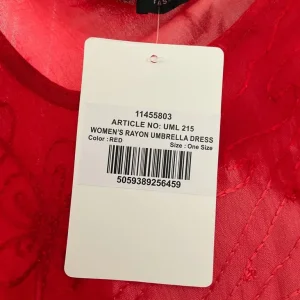 11455803
ARTICLE NO: UML 215
WOMEN'S RAYON UMBRELLA DRESS
Color : RED Size : One Size
5059389256459